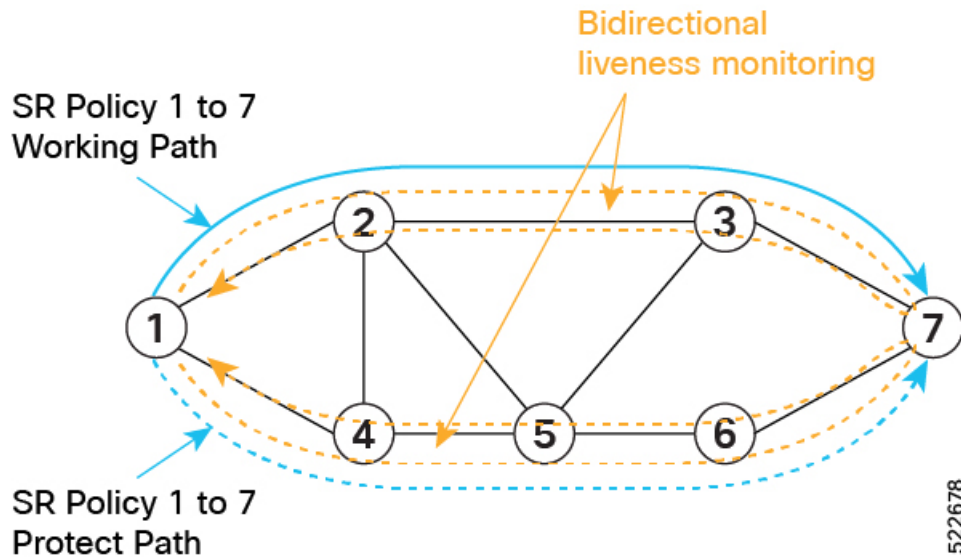 Bidirectional
liveness monitoring
SR Policy 1 to 7
Working Path
2
3
1
7
4
5
6
SR Policy 1 to 7
Protect Path
522678